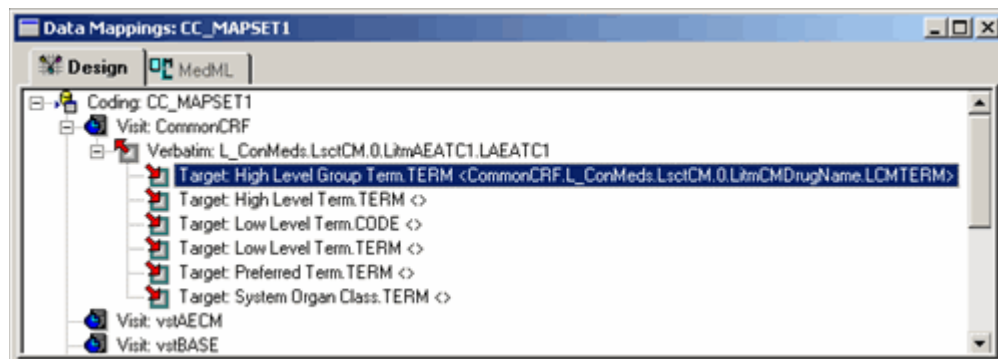 Data Mappings: CC_MAPSET1
Design MedML
Coding: CC_MAPSET1
Visit: CommonCRF
Verbatim: L_ConMeds.LsctCM.0.LitmAEATC1.LAEATC1
Target: High Level Group Term.TERM <CommonCRF.L_ConMeds.LsctCM.0.LitmCMDrugName.LCMTERM>
Target: High Level Term.TERM <>
Target: Low Level Term.CODE <>
Target: Low Level Term.TERM <>
Target: Preferred Term.TERM <>
Target: System Organ Class.TERM <>
Visit: vstAECM
Visit: vstBASE